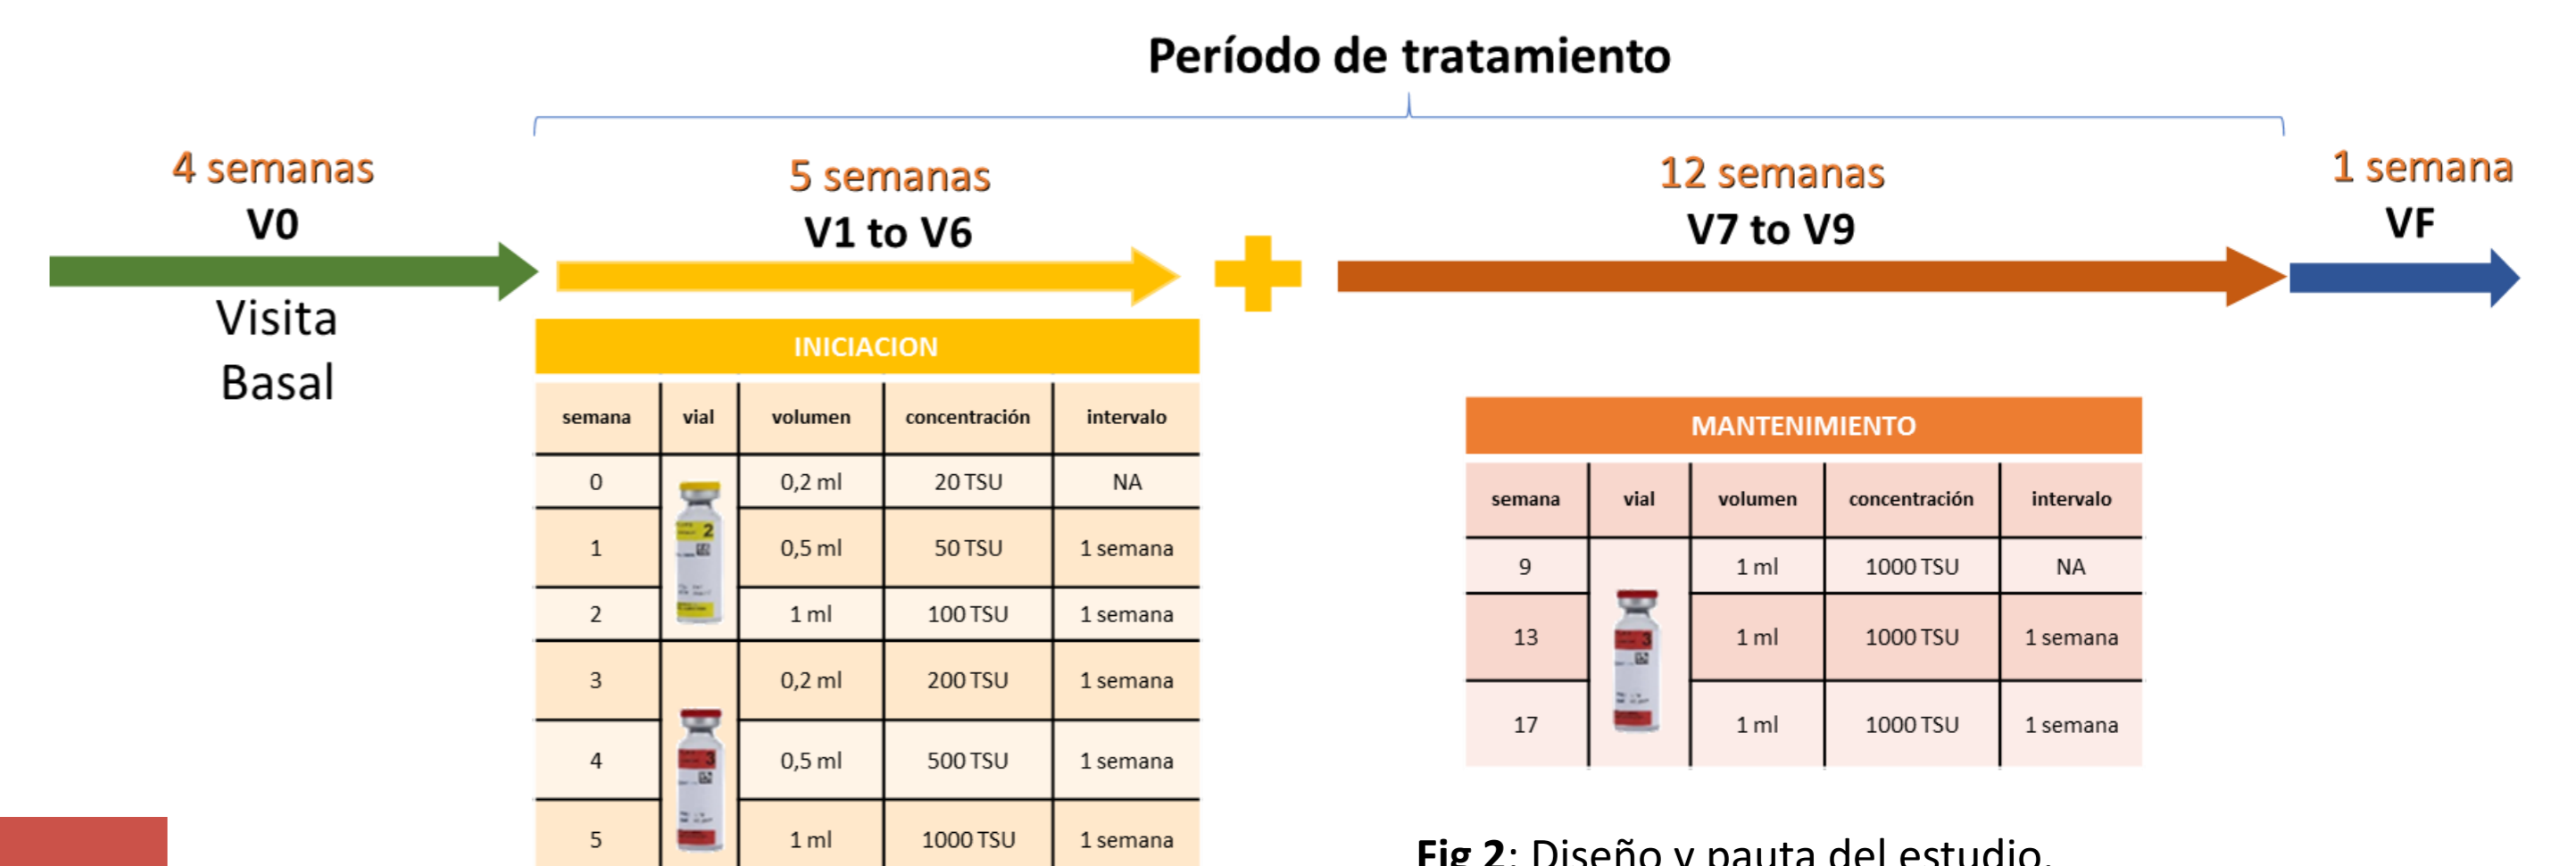 Período de tratamiento
4 semanas
V0
Visita
Basal
5 semanas
V1 to V6
12 semanas
V7 to V9
1 semana
VF
INICIACION
semana vial volumen concentración intervalo
0 0,2 ml 20 TSU NA
1 0,5 ml 50 TSU 1 semana
2 1 ml 100 TSU 1 semana
3 0,2 ml 200 TSU 1 semana
4 0,5 ml 500 TSU 1 semana
5 1 ml 1000 TSU 1 semana
2
3
MANTENIMIENTO
semana vial volumen concentración intervalo
9 1 ml 1000 TSU NA
13 1 ml 1000 TSU 1 semana
17 1 ml 1000 TSU 1 semana
3
Fig 2: Diseño y pauta del estudio.